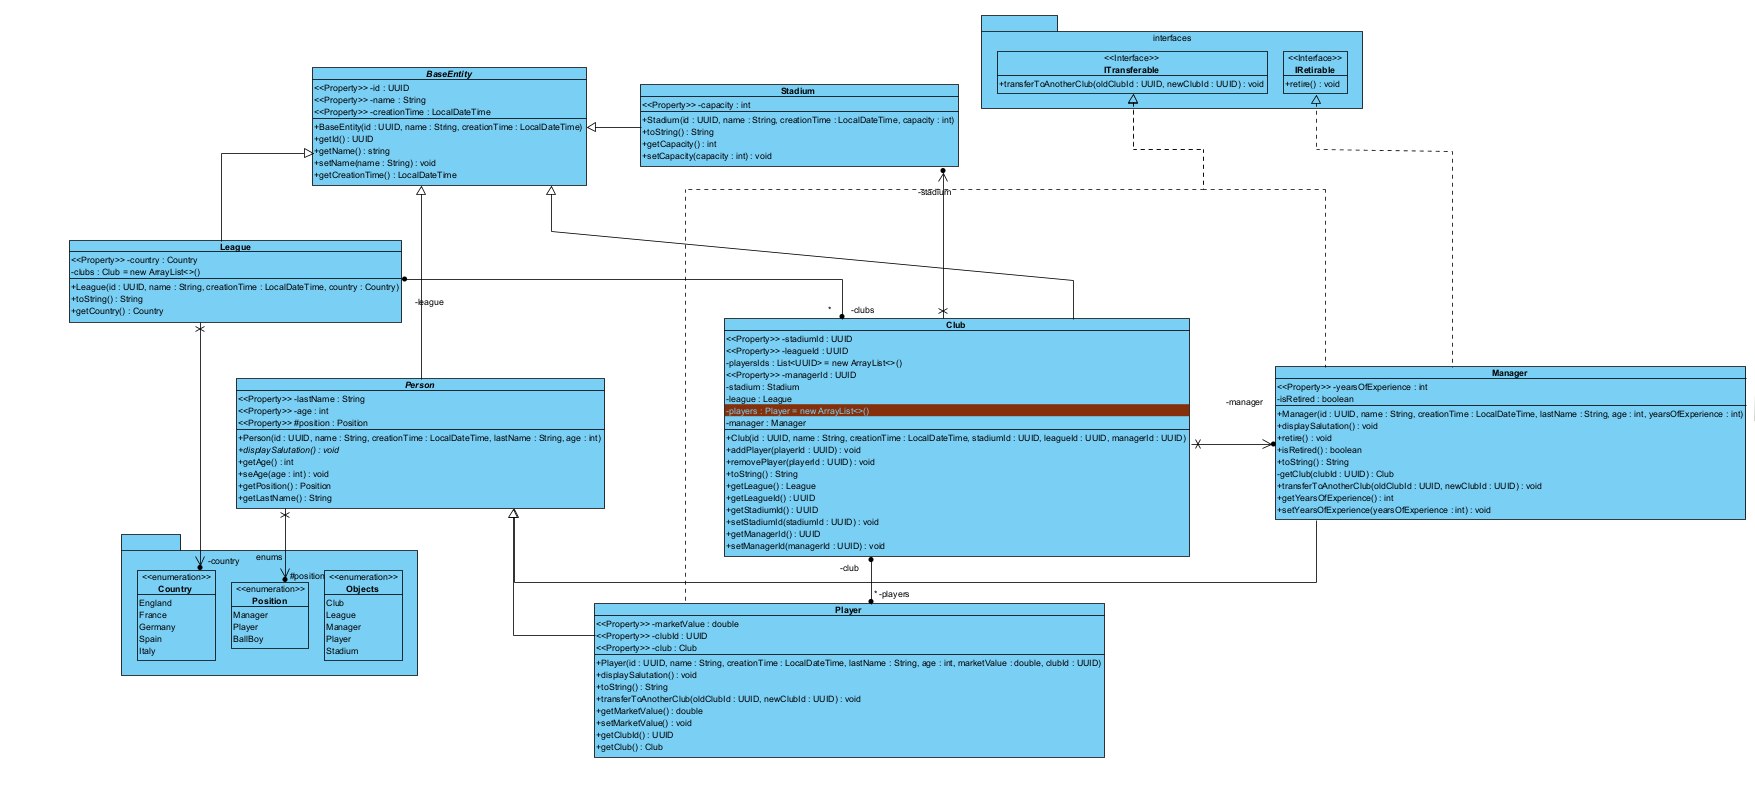 interfaces
<<Interface>>
ITransferable
+transferToAnotherClub(oldClubId : UUID, newClubId : UUID) : void
<<Interface>>
IRetirable
+retire() : void
BaseEntity
<<Property>> -id : UUID
<<Property>> -name : String
<<Property>> -creationTime : LocalDateTime
+BaseEntity(id : UUID, name : String, creationTime : LocalDateTime)
+getId() : UUID
+getName() : string
+setName(name : String) : void
+getCreationTime() : LocalDateTime
Stadium
<<Property>> -capacity : int
+Stadium(id : UUID, name : String, creationTime : LocalDateTime, capacity : int)
+toString() : String
+getCapacity() : int
+setCapacity(capacity : int) : void
-stadium
League
<<Property>> -country : Country
-clubs : Club = new ArrayList<>()
+League(id : UUID, name : String, creationTime : LocalDateTime, country : Country)
+toString() : String
+getCountry() : Country
-league
*
-clubs
Club
<<Property>> -stadiumId : UUID
<<Property>> -leagueId : UUID
-playersIds : List<UUID> = new ArrayList<>()
<<Property>> -managerId : UUID
-stadium : Stadium
-league : League
-players : Player = new ArrayList<>()
-manager : Manager
+Club(id : UUID, name : String, creationTime : LocalDateTime, stadiumId : UUID, leagueId : UUID, managerId : UUID)
+addPlayer(playerId : UUID) : void
+removePlayer(playerId : UUID) : void
+toString() : String
+getLeague() : League
+getLeagueId() : UUID
+getStadiumId() : UUID
+setStadiumId(stadiumId : UUID) : void
+getManagerId() : UUID
+setManagerId(managerId : UUID) : void
-manager
Manager
<<Property>> -yearsOfExperience : int
-isRetired : boolean
+Manager(id : UUID, name : String, creationTime : LocalDateTime, lastName : String, age : int, yearsOfExperience : int)
+displaySalutation() : void
+retire() : void
+isRetired() : boolean
+toString() : String
-getClub(clubId : UUID) : Club
+transferToAnotherClub(oldClubId : UUID, newClubId : UUID) : void
+getYearsOfExperience() : int
+setYearsOfExperience(yearsOfExperience : int) : void
Person
<<Property>> -lastName : String
<<Property>> -age : int
<<Property>> #position : Position
+Person(id : UUID, name : String, creationTime : LocalDateTime, lastName : String, age : int)
+displaySalutation() : void
+getAge() : int
+seAge(age : int) : void
+getPosition() : Position
+getLastName() : String
enums
-country
#position
<<enumeration>>
Country
England
France
Germany
Spain
Italy
<<enumeration>>
Position
Manager
Player
BallBoy
<<enumeration>>
Objects
Club
League
Manager
Player
Stadium
-club
* -players
Player
<<Property>> -marketValue : double
<<Property>> -clubId : UUID
<<Property>> -club : Club
+Player(id : UUID, name : String, creationTime : LocalDateTime, lastName : String, age : int, marketValue : double, clubId : UUID)
+displaySalutation() : void
+toString() : String
+transferToAnotherClub(oldClubId : UUID, newClubId : UUID) : void
+getMarketValue() : double
+setMarketValue() : void
+getClubId() : UUID
+getClub() : Club